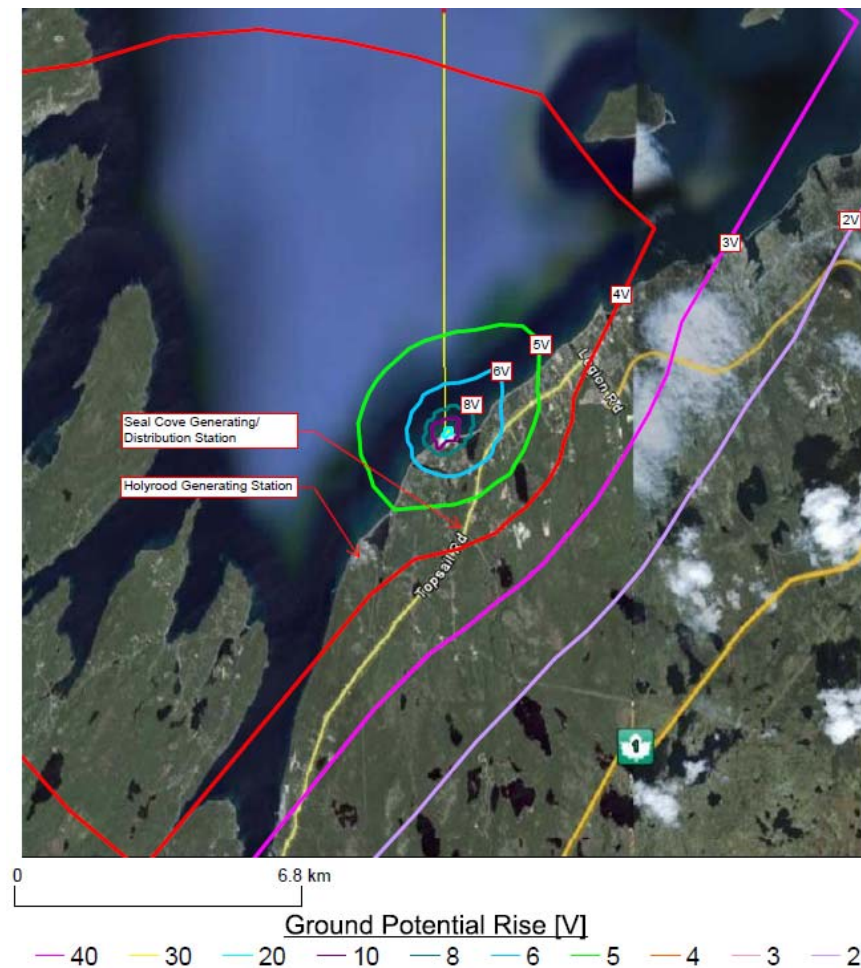 2V
3V
4V
Legion Rd
5V
6V
8V
Seal Cove Generating/
Distribution Station
Holyrood Generating Station
Topsail Rd
1
0 6.8 km
Ground Potential Rise [V]
40 30 20 10 8 6 5 4 3 2